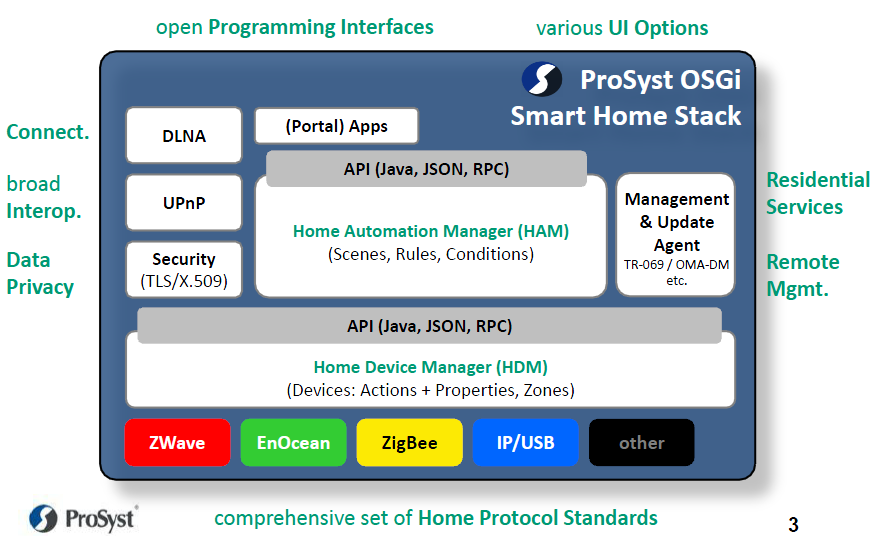 open Programming Interfaces
various UI Options
ProSyst OSGi
Smart Home Stack
Connect.
broad
Interop.
Data
Privacy
DLNA
UPnP
Security
(TLS/X.509)
(Portal) Apps
API (Java, JSON, RPC)
Home Automation Manager (HAM)
(Scenes, Rules, Conditions)
Management
& Update
Agent
TR-069 / OMA-DM
etc.
Residential
Services
Remote
Mgmt.
API (Java, JSON, RPC)
Home Device Manager (HDM)
(Devices: Actions + Properties, Zones)
ZWave
EnOcean
ZigBee
IP/USB
other
ProSyst®
comprehensive set of Home Protocol Standards
3